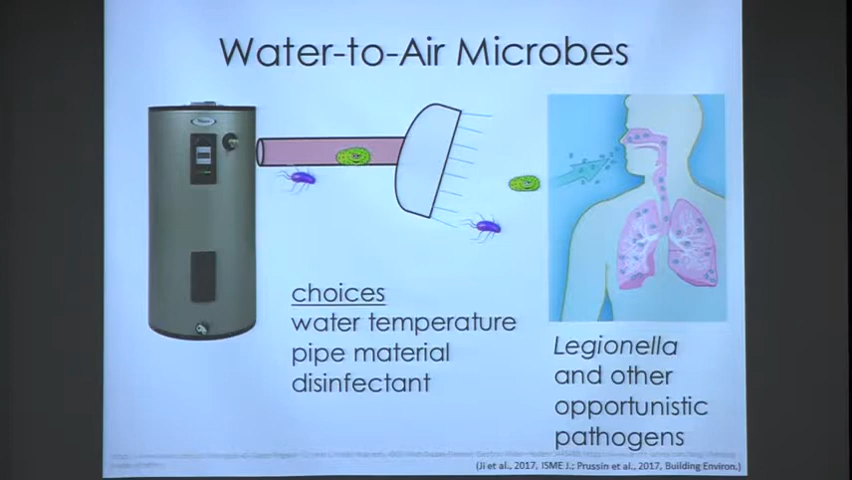 Water-to-Air Microbes
choices
water temperature
pipe material
disinfectant
Legionella
and other
opportunistic
pathogens
(Ji et al., 2017, ISME J.; Prussin et al., 2017, Building Environ.)